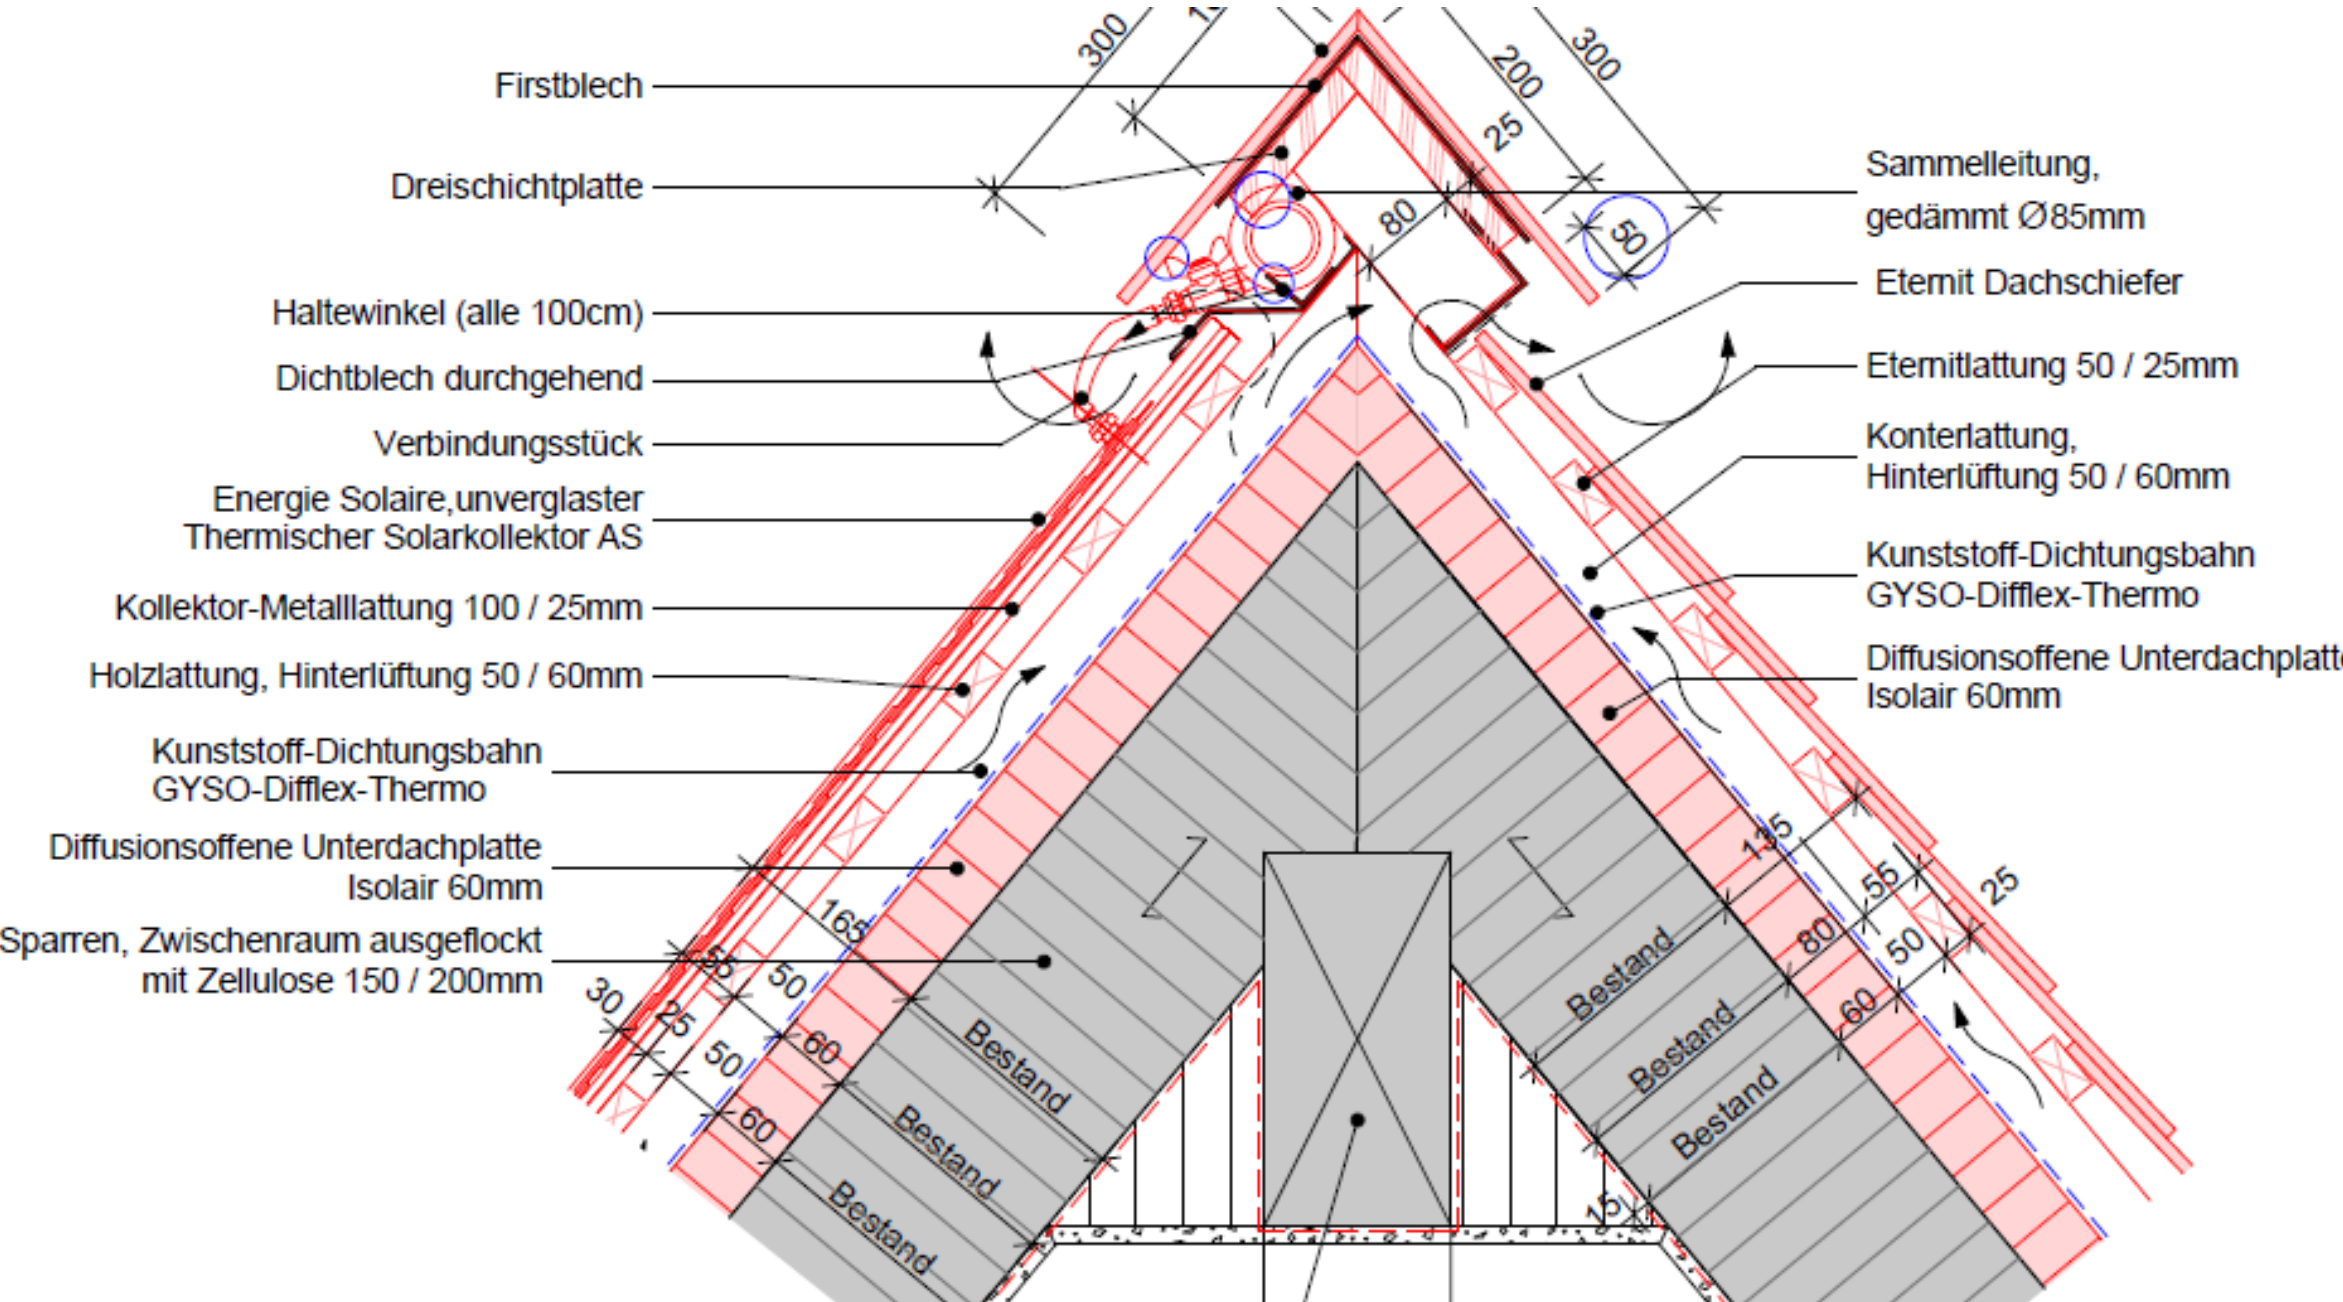 Firstblech
Dreischichtplatte
Haltewinkel (alle 100cm)
Dichtblech durchgehend
Verbindungsstück
Energie Solaire,unverglaster
Thermischer Solarkollektor AS
Kollektor-Metalllattung 100 / 25mm
Holzlattung, Hinterlüftung 50 / 60mm
Kunststoff-Dichtungsbahn
GYSO-Difflex-Thermo
Diffusionsoffene Unterdachplatte
Isolair 60mm
Sparren, Zwischenraum ausgeflockt
mit Zellulose 150 / 200mm
300
200
300
25
80
50
Sammelleitung,
gedämmt Ø85mm
Eternit Dachschiefer
Eternitlattung 50 / 25mm
Konterlattung,
Hinterlüftung 50 / 60mm
Kunststoff-Dichtungsbahn
GYSO-Difflex-Thermo
Diffusionsoffene Unterdachplatte
Isolair 60mm
165
55
50
30
25
50
60
60
Bestand
Bestand
Bestand
135
55
25
80
50
60
Bestand
Bestand
Bestand
15